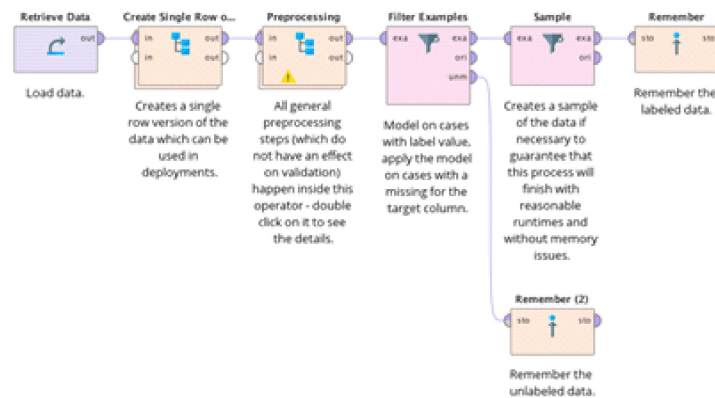 Retrieve Data
out
Load data.
Create Single Row o...
in
out
in
out
Creates a single
row version of the
data which can be
used in
deployments.
Preprocessing
in
out
in
out
All general
preprocessing
steps (which do
not have an effect
on validation)
happen inside this
operator - double
click on it to see
the details.
Filter Examples
exa
exa
ori
unm
Model on cases
with label value,
apply the model
on cases with a
missing for the
target column.
Sample
exa
exa
ori
Creates a sample
of the data if
necessary to
guarantee that
this process will
finish with
reasonable
runtimes and
without memory
issues.
Remember
sto
sto
Remember the
labeled data.
Remember (2)
sto
sto
Remember the
unlabeled data.